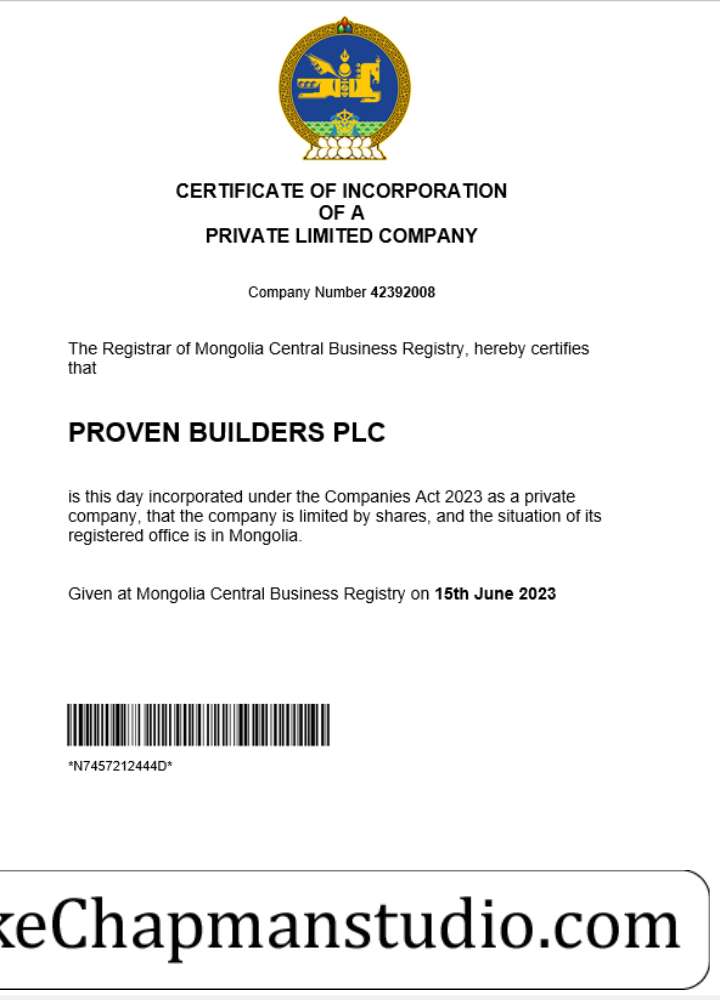 CERTIFICATE OF INCORPORATION
OF A
PRIVATE LIMITED COMPANY
Company Number 42392008
The Registrar of Mongolia Central Business Registry, hereby certifies
that
PROVEN BUILDERS PLC
is this day incorporated under the Companies Act 2023 as a private
company, that the company is limited by shares, and the situation of its
registered office is in Mongolia.
Given at Mongolia Central Business Registry on 15th June 2023
*N7457212444D*
keChapmanstudio.com